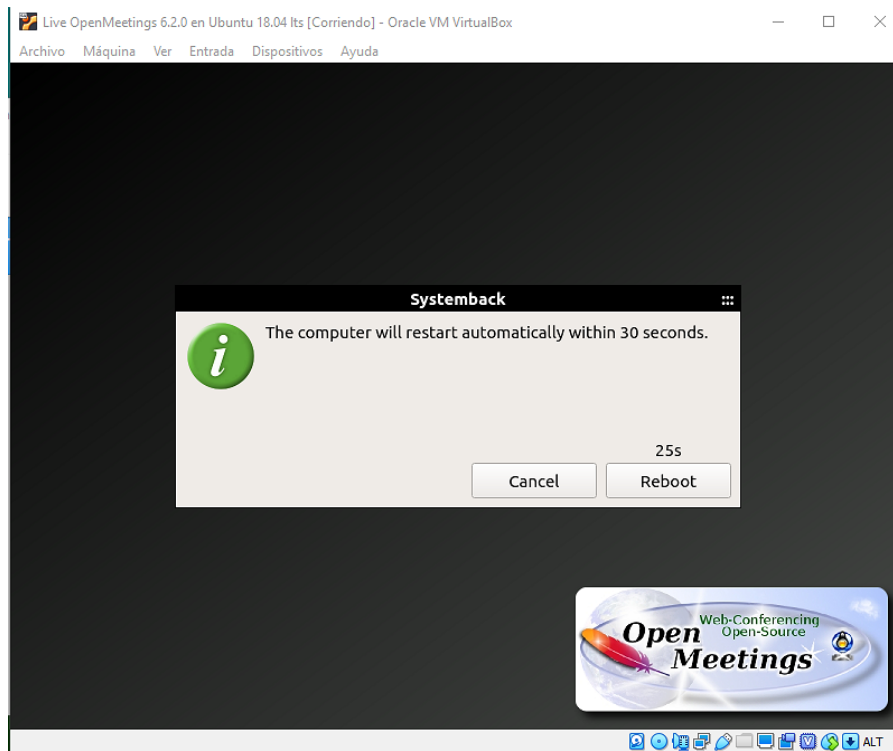 Live OpenMeetings 6.2.0 en Ubuntu 18.04 lts [Corriendo] - Oracle VM VirtualBox
Archivo Máquina Ver Entrada Dispositivos Ayuda
Systemback
The computer will restart automatically within 30 seconds.
25s
Cancel Reboot
Web-Conferencing
Open-Source
Open
Meetings
ALT